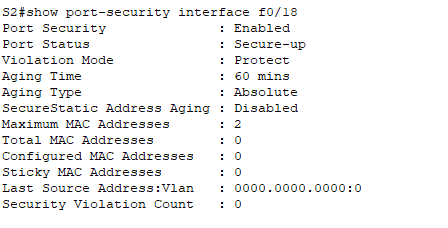 S2#show port-security interface f0/18
Port Security              : Enabled
Port Status                : Secure-up
Violation Mode             : Protect
Aging Time                 : 60 mins
Aging Type                 : Absolute
SecureStatic Address Aging : Disabled
Maximum MAC Addresses      : 2
Total MAC Addresses        : 0
Configured MAC Addresses   : 0
Sticky MAC Addresses       : 0
Last Source Address:Vlan   : 0000.0000.0000:0
Security Violation Count   : 0